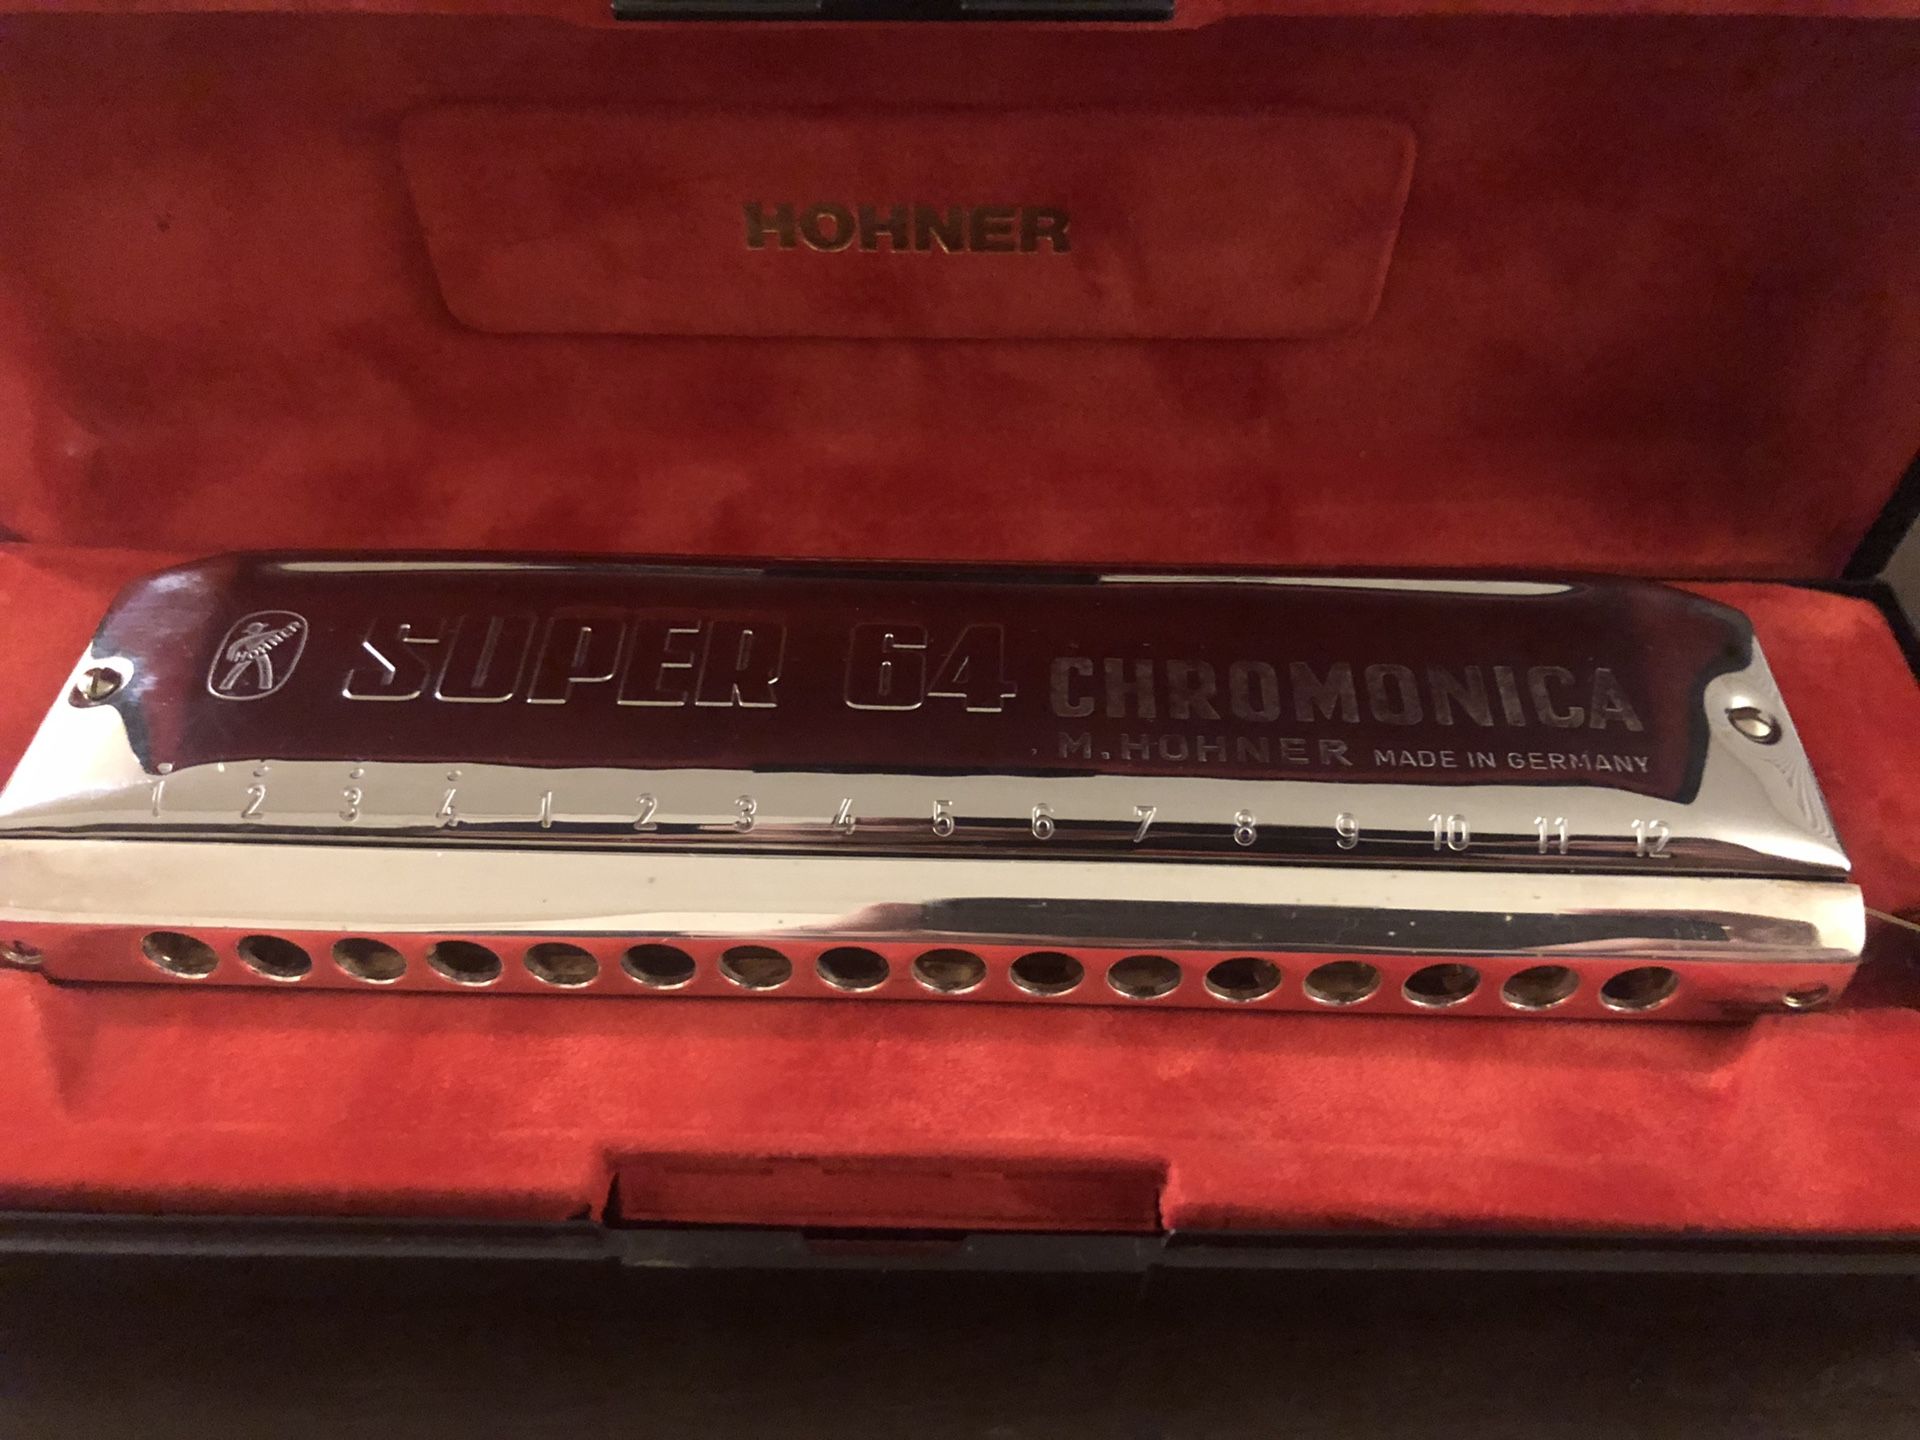 HOHNER
HOHNER SUPER 64 CHROMONICA
M. HOHNER MADE IN GERMANY
1 2 3 4 1 2 3 4 5 6 7 8 9 10 11 12